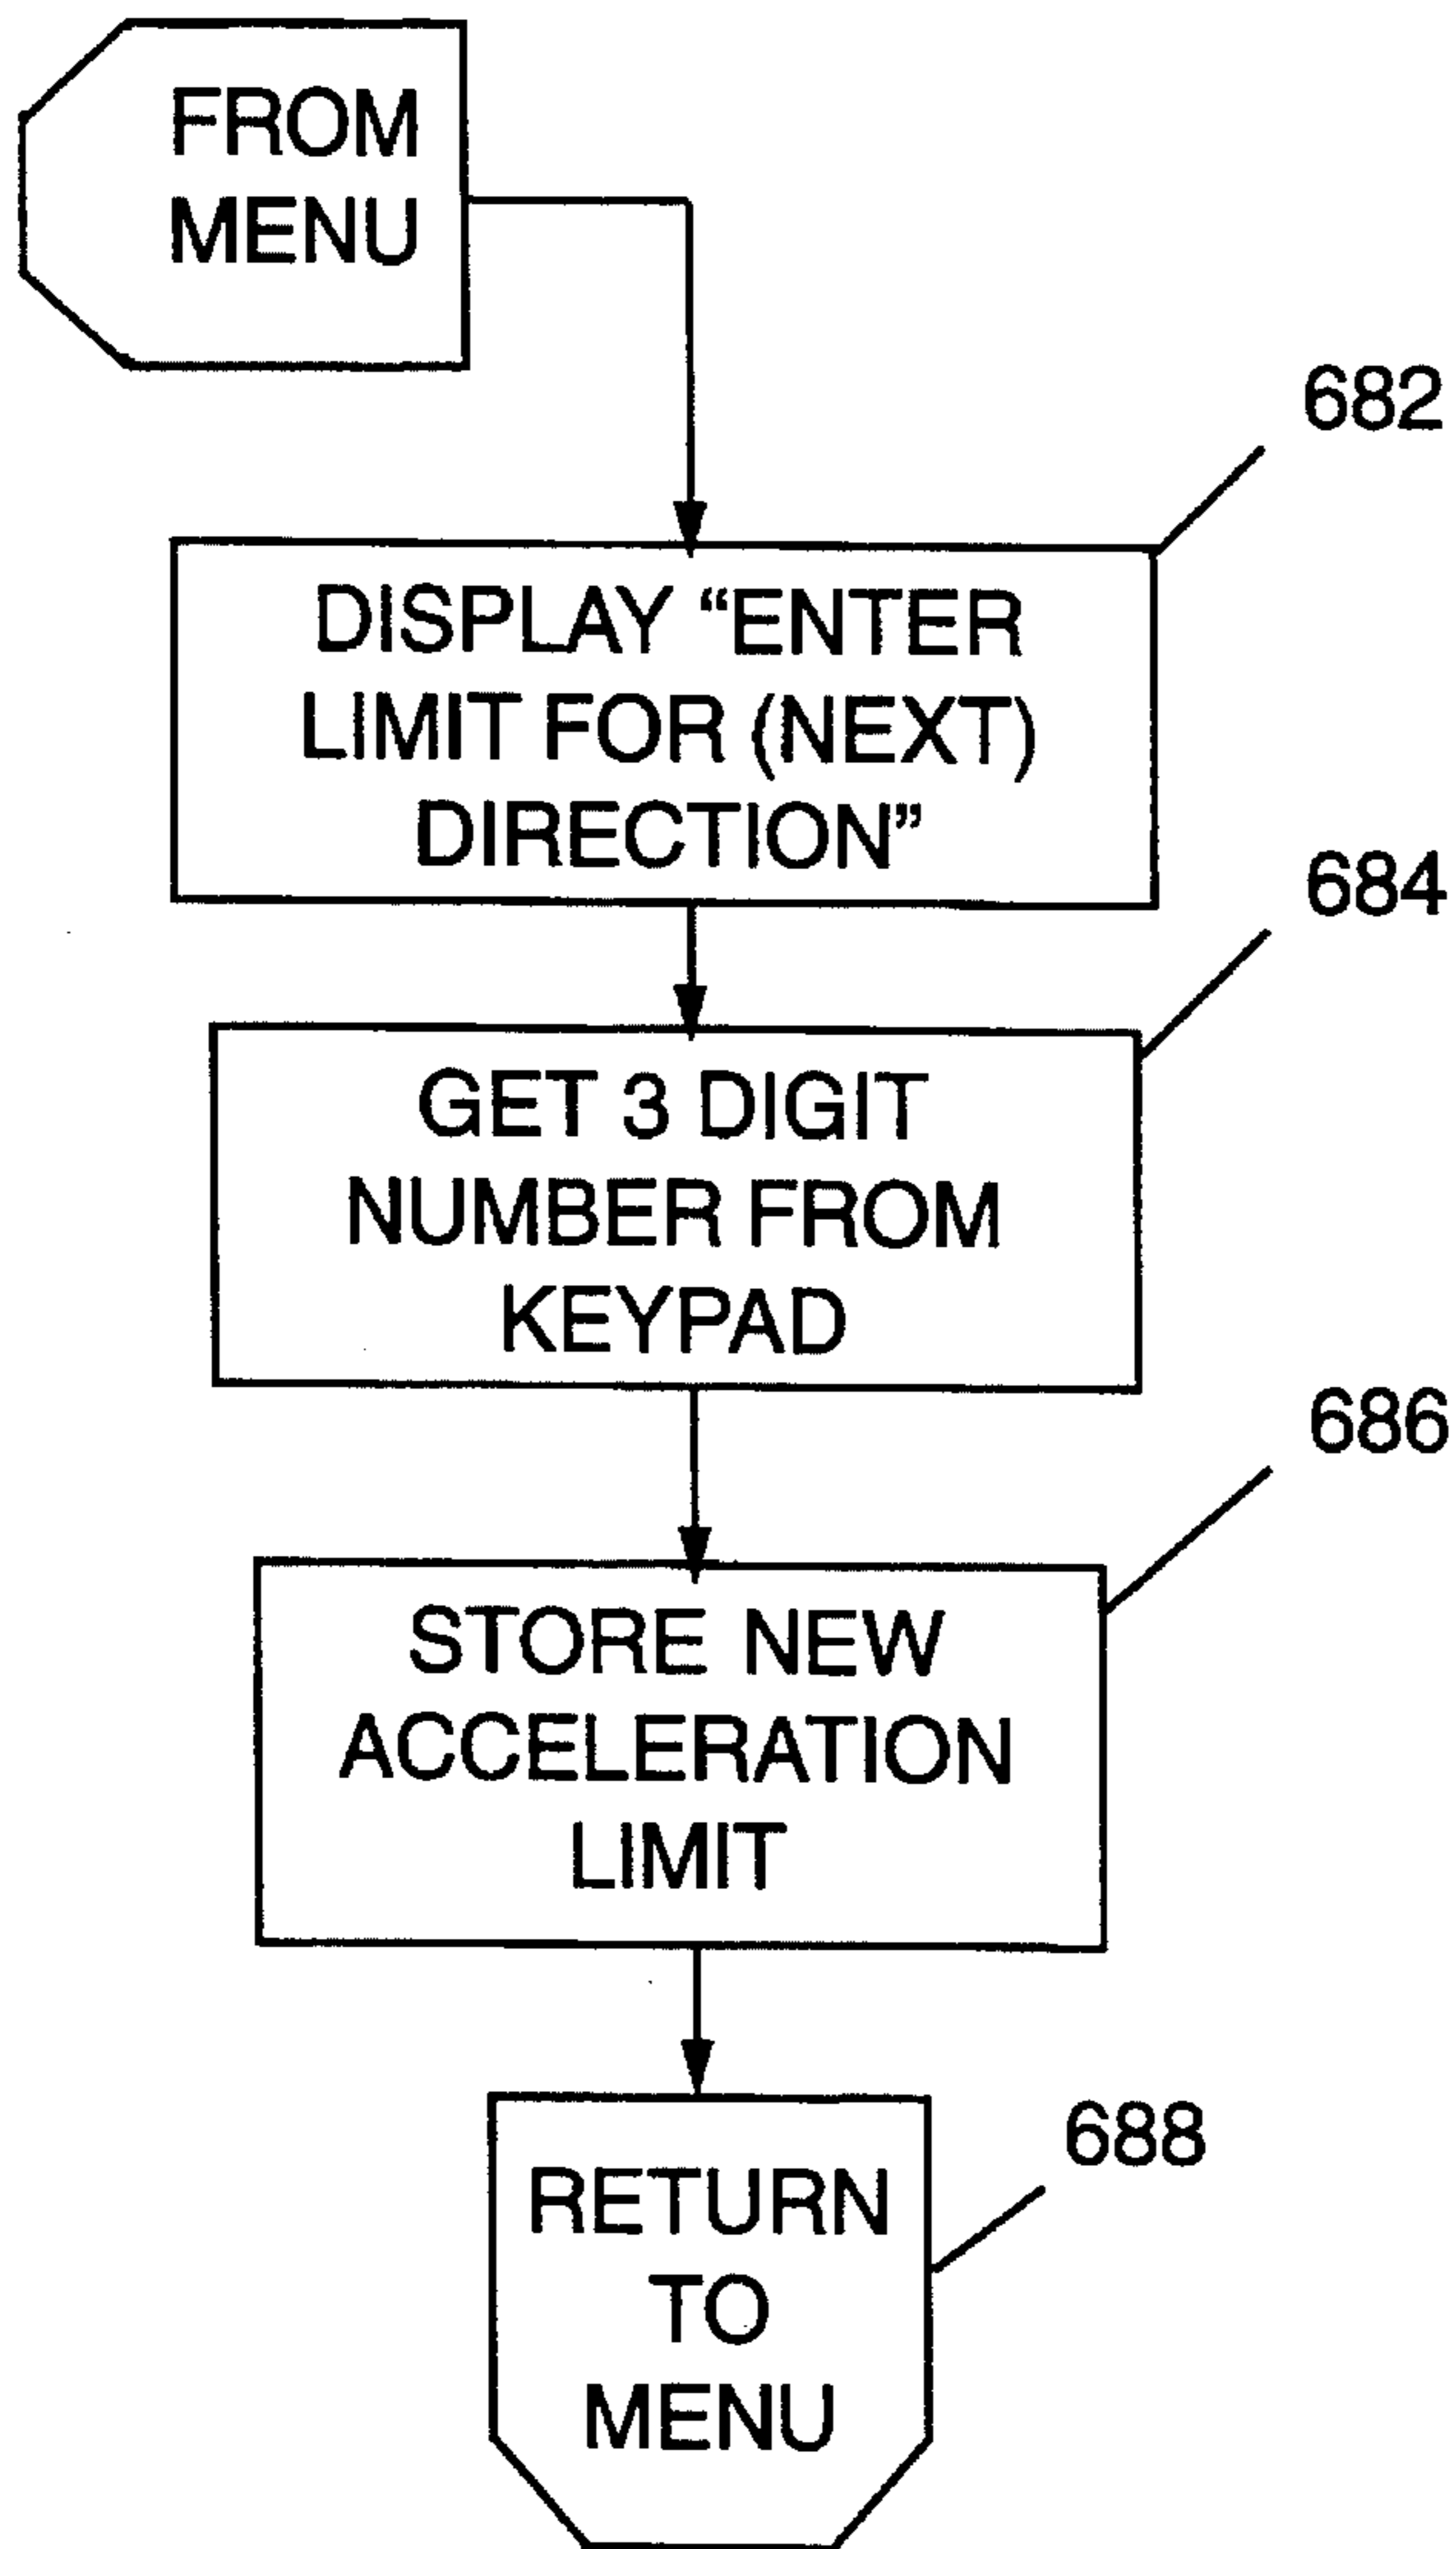 FROM
MENU
682
DISPLAY “ENTER
LIMIT FOR (NEXT)
DIRECTION”
684
GET 3 DIGIT
NUMBER FROM
KEYPAD
686
STORE NEW
ACCELERATION
LIMIT
688
RETURN
TO
MENU